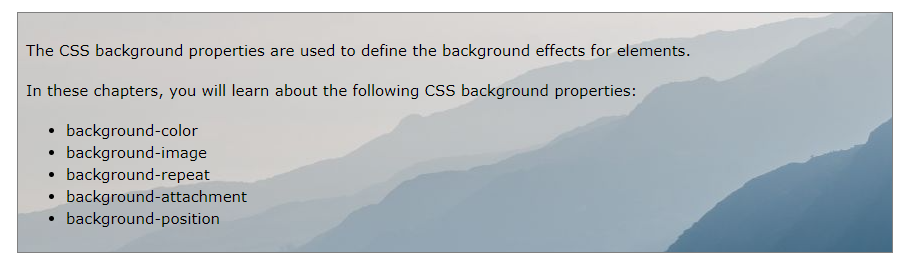 The CSS background properties are used to define the background effects for elements.
In these chapters, you will learn about the following CSS background properties:
• background-color
• background-image
• background-repeat
• background-attachment
• background-position